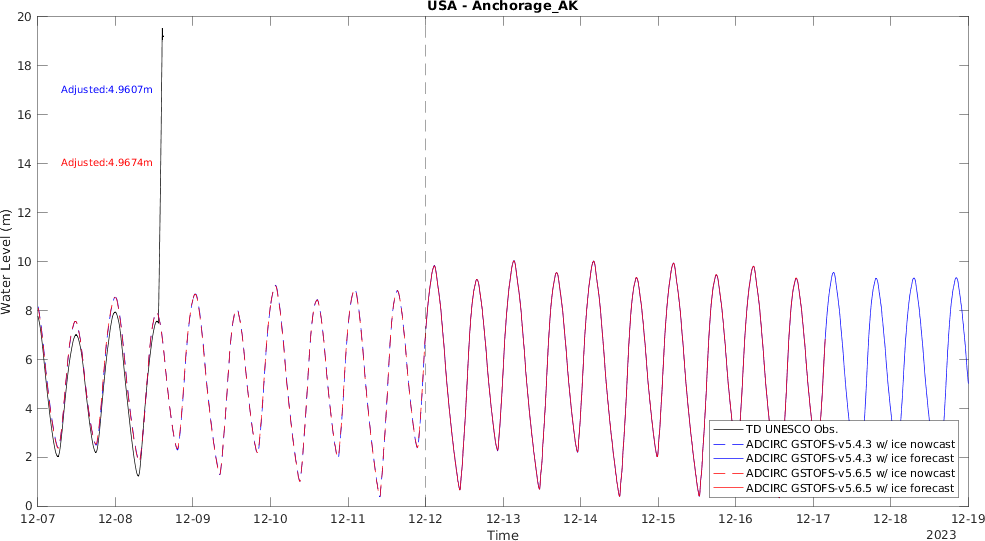 USA - Anchorage_AK
20
18
16
14
12
10
8
6
4
2
0
Water Level (m)
Adjusted:4.9607m
Adjusted:4.9674m
TD UNESCO Obs.
ADCIRC GSTOFS-v5.4.3 w/ ice nowcast
ADCIRC GSTOFS-v5.4.3 w/ ice forecast
ADCIRC GSTOFS-v5.6.5 w/ ice nowcast
ADCIRC GSTOFS-v5.6.5 w/ ice forecast
12-07 12-08 12-09 12-10 12-11 12-12 12-13 12-14 12-15 12-16 12-17 12-18 12-19
Time
2023